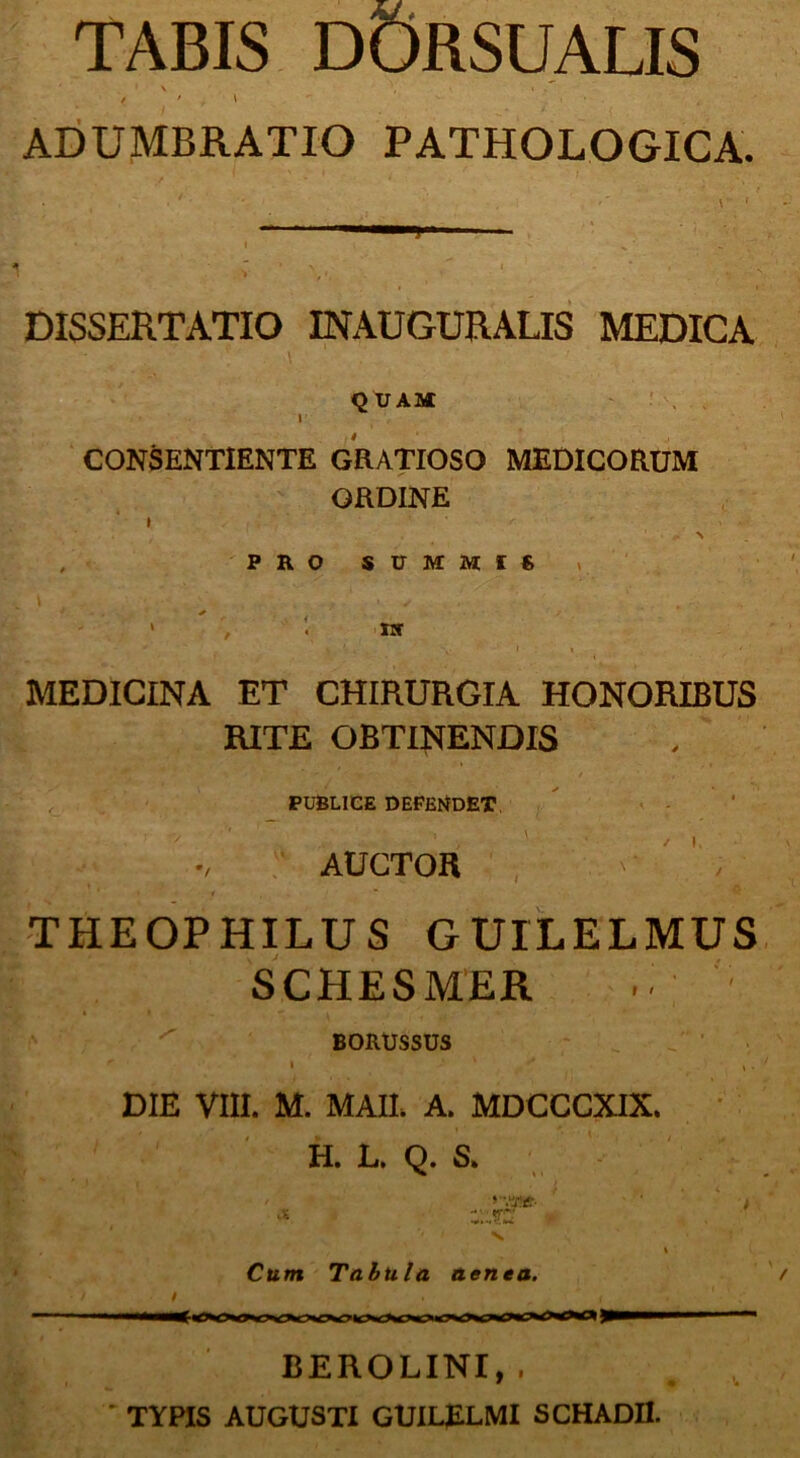 TABIS DORSUALIS
ADUMBRATIO PATHOLOGICA.
DISSERTATIO INAUGURALIS MEDICA
QUAM
CONSENTIENTE GRATIOSO MEDICORUM
ORDINE
PRO SUMMIS
IN
MEDICINA ET CHIRURGIA HONORIBUS
RITE OBTINENDIS
PUBLICE DEFENDET
AUCTOR
THEOPHILUS GUILELMUS
SCHESMER
BORUSSUS
DIE VIII. M. MAII. A. MDCCCXIX.
H. L. Q. S.
Cum Tabula aenea.
BEROLINI,
TYPIS AUGUSTI GUILELMI SCHADII.